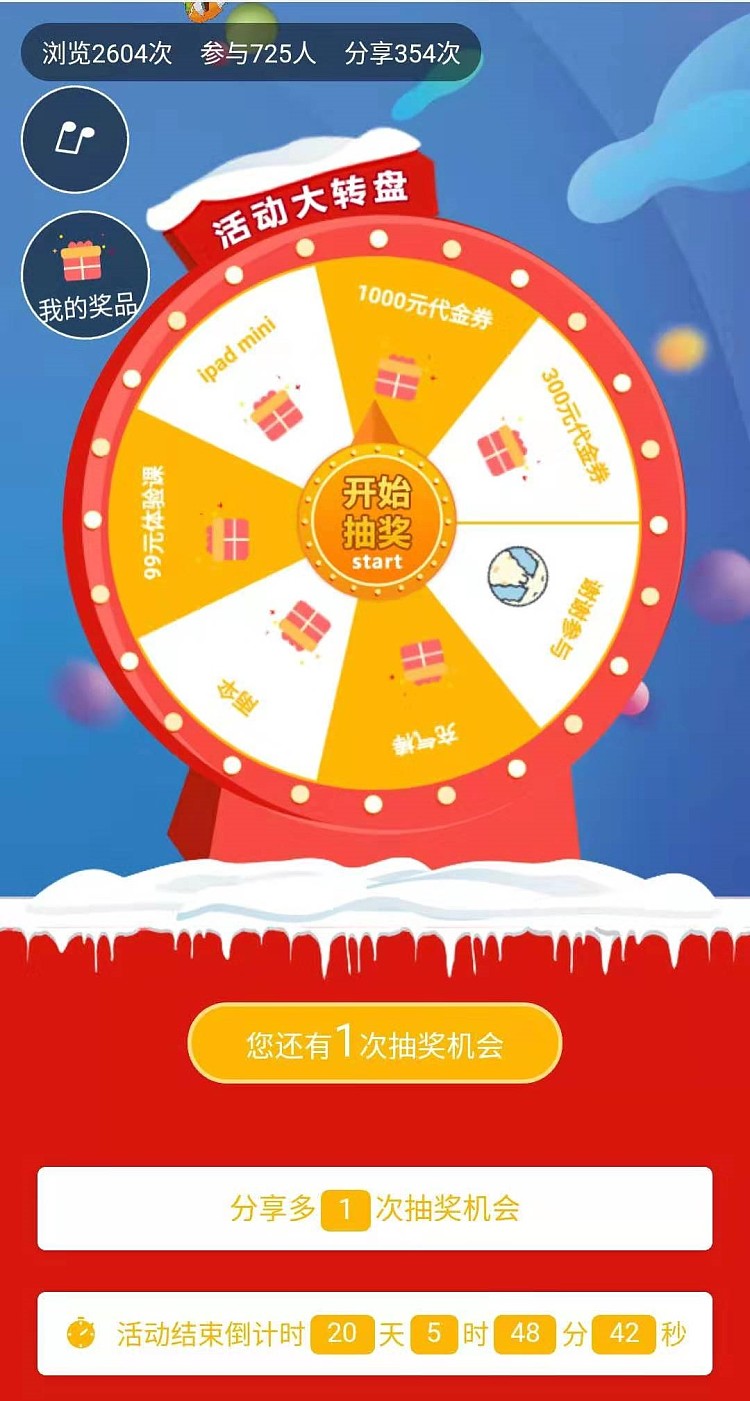 浏览2604次 参与725人 分享354次
活动大转盘
我的奖品
1000元代金券
ipad mini
300元代金券
开始
抽奖
start
99元体验课
谢谢参与
雨伞
充气棒
您还有1次抽奖机会
分享多 1 次抽奖机会
活动结束倒计时 20 天 5 时 48 分 42 秒